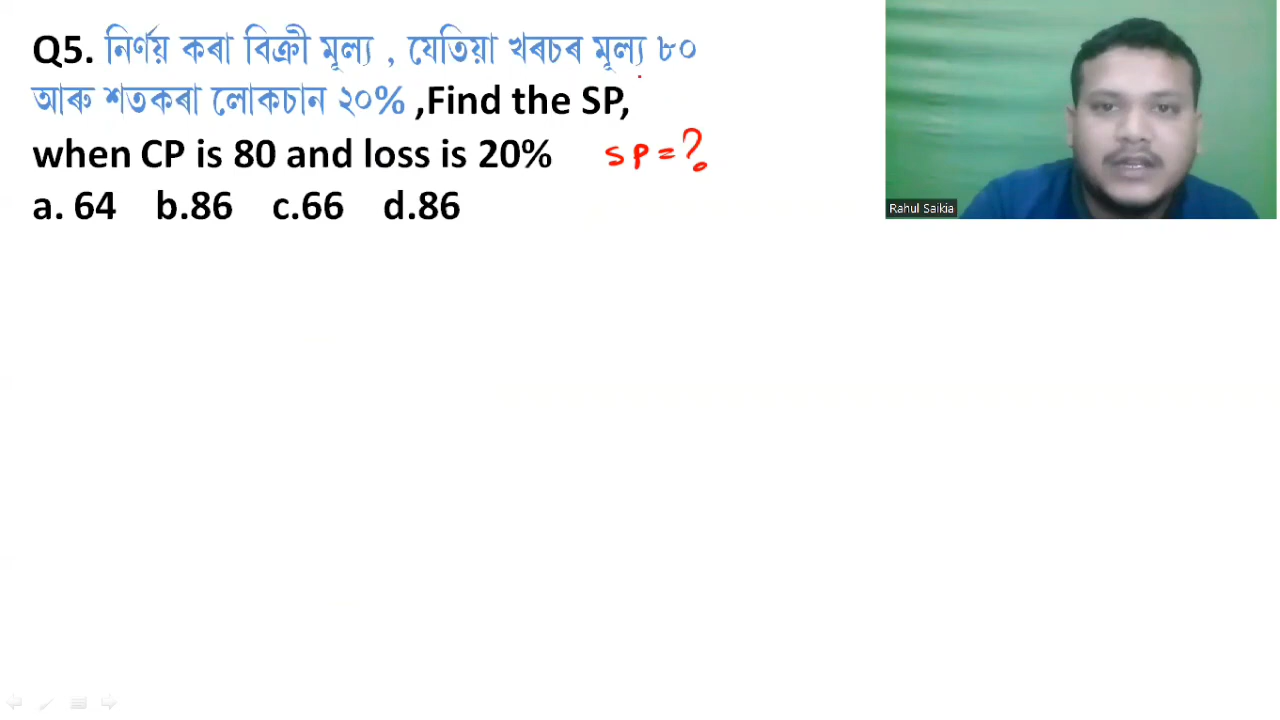 Q5. নিৰ্ণয় কৰা বিক্ৰী মূল্য , যেতিয়া খৰচৰ মূল্য ৮০
আৰু শতকৰা লোকচান ২০% ,Find the SP,
when CP is 80 and loss is 20% SP=?
a. 64 b.86 c.66 d.86
Rahul Saikia